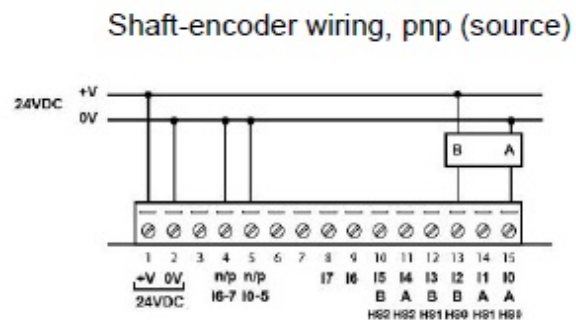 Shaft-encoder wiring, pnp (source)
24VDC +V
0V
B A
1 2 3 4 5 6 7 8 9 10 11 12 13 14 15
+V 0V n/p n/p I7 I6 I5 I4 I3 I2 I1 I0
24VDC I6-7 I0-5 B A B B A A
HS2 HS2 HS1 HS0 HS1 HS0